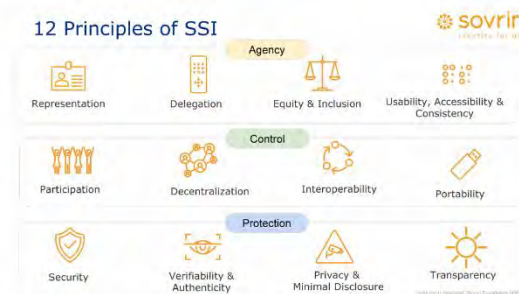 12 Principles of SSI
sovrin
Agency
Representation
Delegation
Equity & Inclusion
Usability, Accessibility &
Consistency
Control
Participation
Decentralization
Interoperability
Portability
Protection
Security
Verifiability &
Authenticity
Privacy &
Minimal Disclosure
Transparency